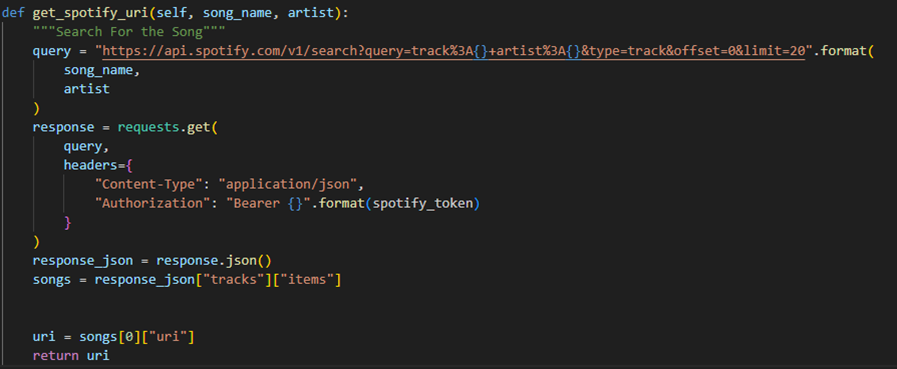 def get_spotify_uri(self, song_name, artist):
    """Search For the Song"""
    query = "https://api.spotify.com/v1/search?query=track%3A{}+artist%3A{}&type=track&offset=0&limit=20".format(
        song_name,
        artist
    )
    response = requests.get(
        query,
        headers={
            "Content-Type": "application/json",
            "Authorization": "Bearer {}".format(spotify_token)
        }
    )
    response_json = response.json()
    songs = response_json["tracks"]["items"]


    uri = songs[0]["uri"]
    return uri